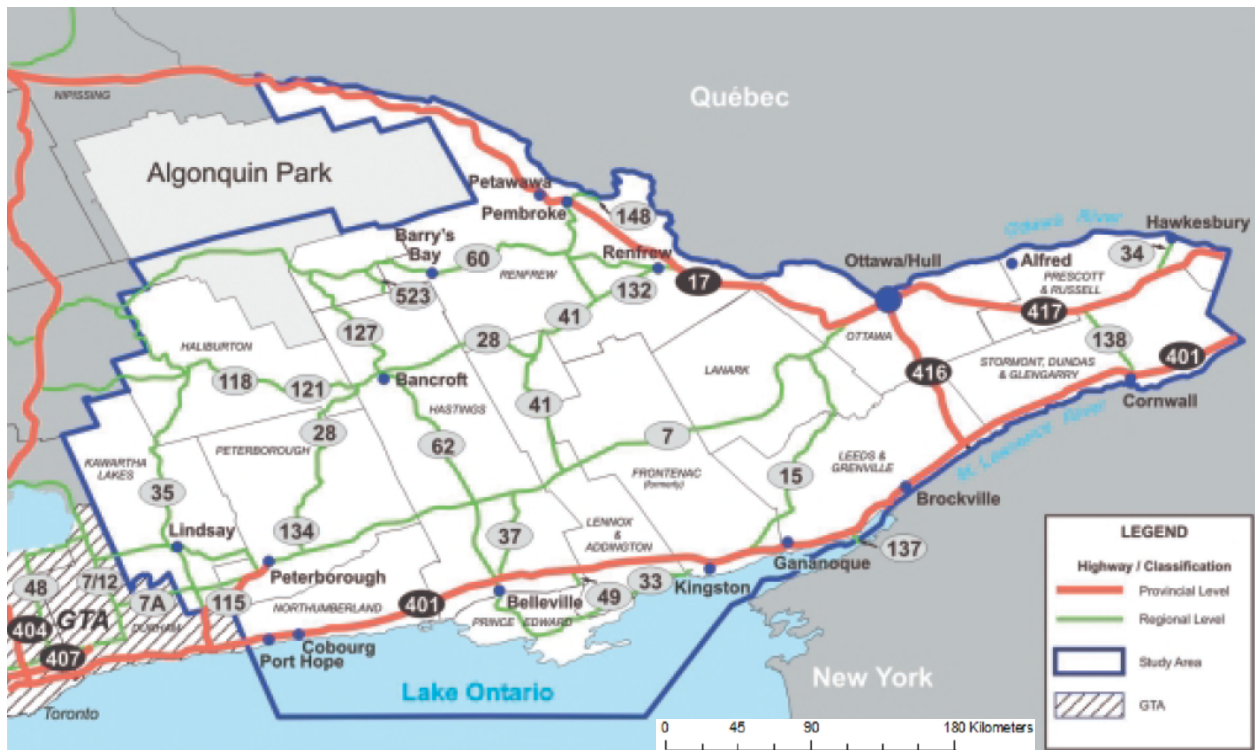 NIPISSING
Québec
Algonquin Park
Petawawa
Pembroke
148
Ottawa River
Hawkesbury
Barry's
Bay
60
RENFREW
Renfrew
Ottawa/Hull
Alfred
34
PRESCOTT
& RUSSELL
523
132
17
41
417
127
28
OTTAWA
138
HALIBURTON
STORMONT, DUNDAS
& GLENGARRY
401
118
121
Bancroft
LANARK
416
Cornwall
HASTINGS
41
28
PETERBOROUGH
62
7
St. Lawrence River
KAWARTHA
LAKES
FRONTENAC
(formerly)
15
LEEDS &
GRENVILLE
35
Brockville
Lindsay
134
37
LENNOX
&
ADDINGTON
137
Gananoque
48
7/12
Peterborough
33
Kingston
7A
115
NORTHUMBERLAND
401
Belleville
49
GTA
DURHAM
PRINCE EDWARD
404
407
Cobourg
Port Hope
Lake Ontario
New York
Toronto
0 45 90 180 Kilometers
LEGEND
Highway / Classification
Provincial Level
Regional Level
Study Area
GTA